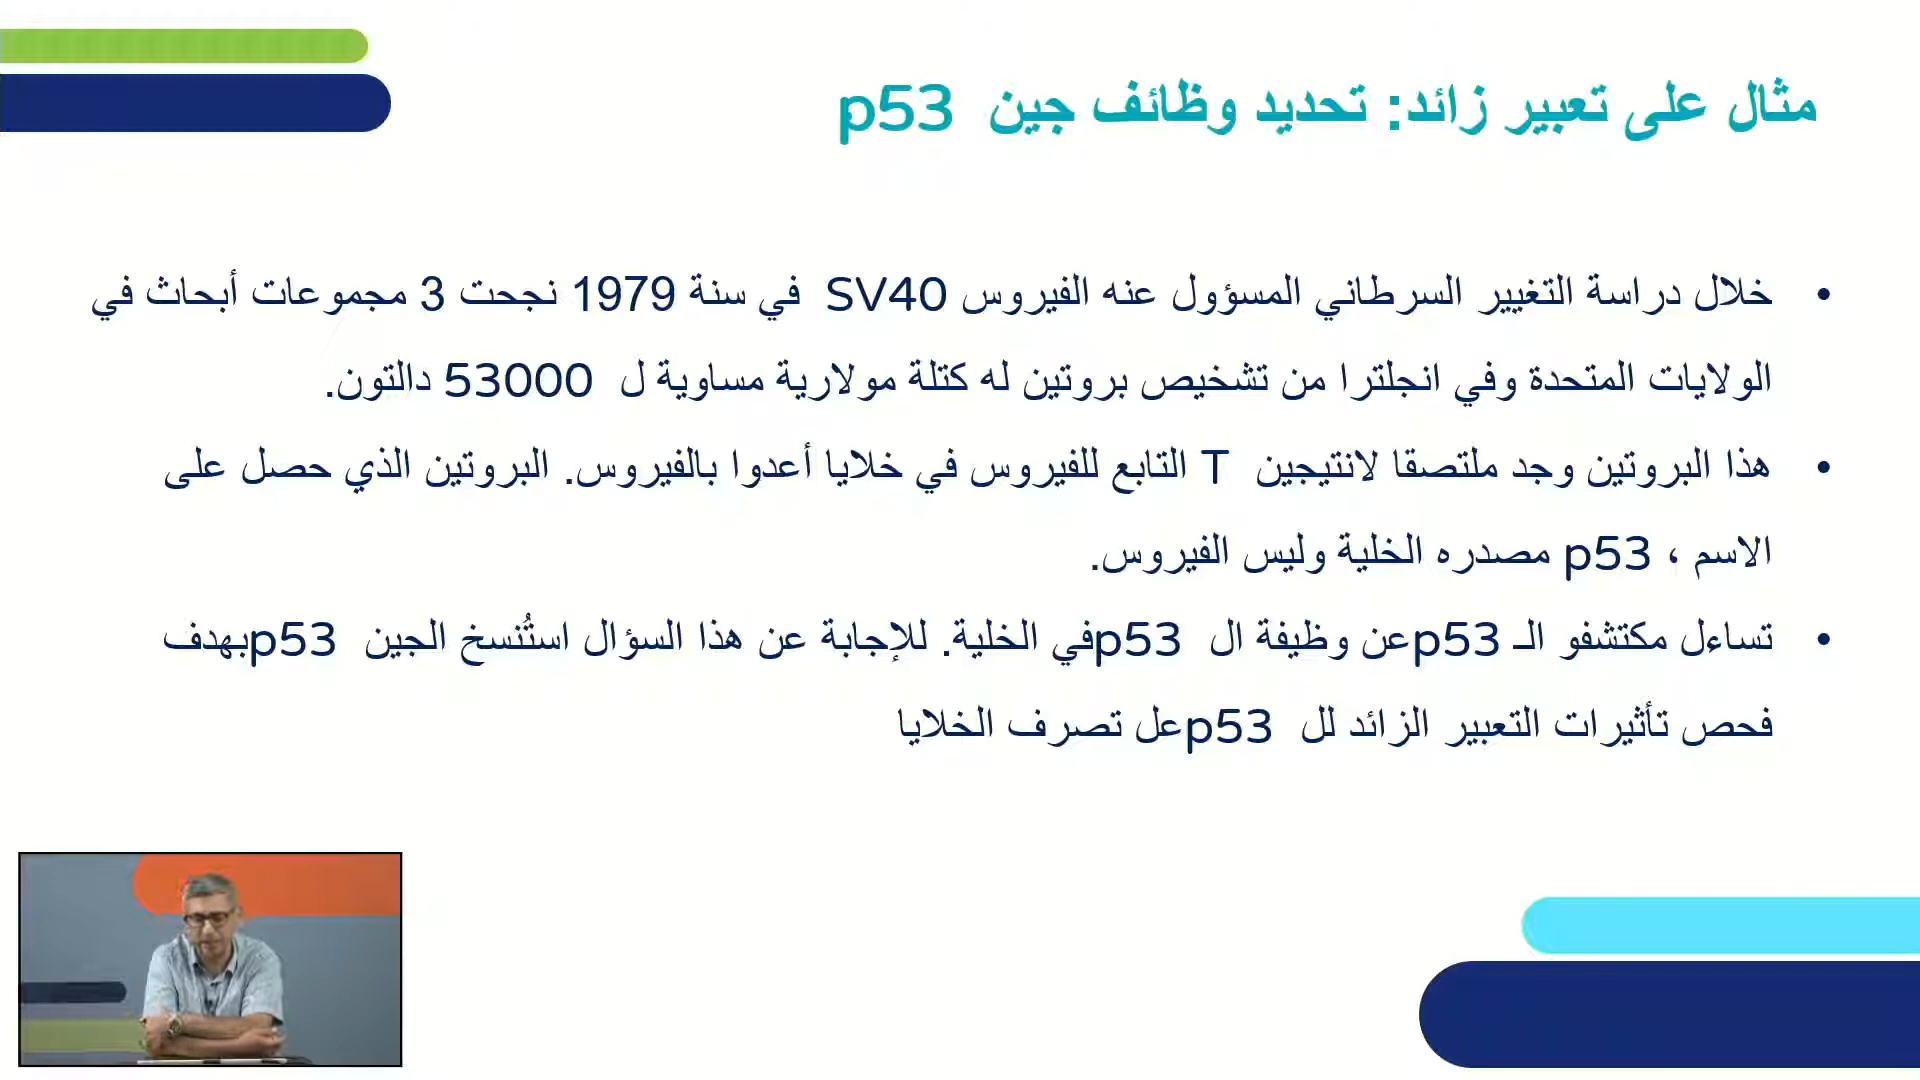 مثال على تعبير زائد: تحديد وظائف جين p53
• خلال دراسة التغيير السرطاني المسؤول عنه الفيروس SV40 في سنة 1979 نجحت 3 مجموعات أبحاث في
الولايات المتحدة وفي انجلترا من تشخيص بروتين له كتلة مولارية مساوية ل 53000 دالتون.
• هذا البروتين وجد ملتصقا لانتيجين T التابع للفيروس في خلايا أعدوا بالفيروس. البروتين الذي حصل على
الاسم ، p53 مصدره الخلية وليس الفيروس.
• تساءل مكتشفو الـ p53عن وظيفة ال p53في الخلية. للإجابة عن هذا السؤال استُنسخ الجين p53بهدف
فحص تأثيرات التعبير الزائد لل p53عل تصرف الخلايا